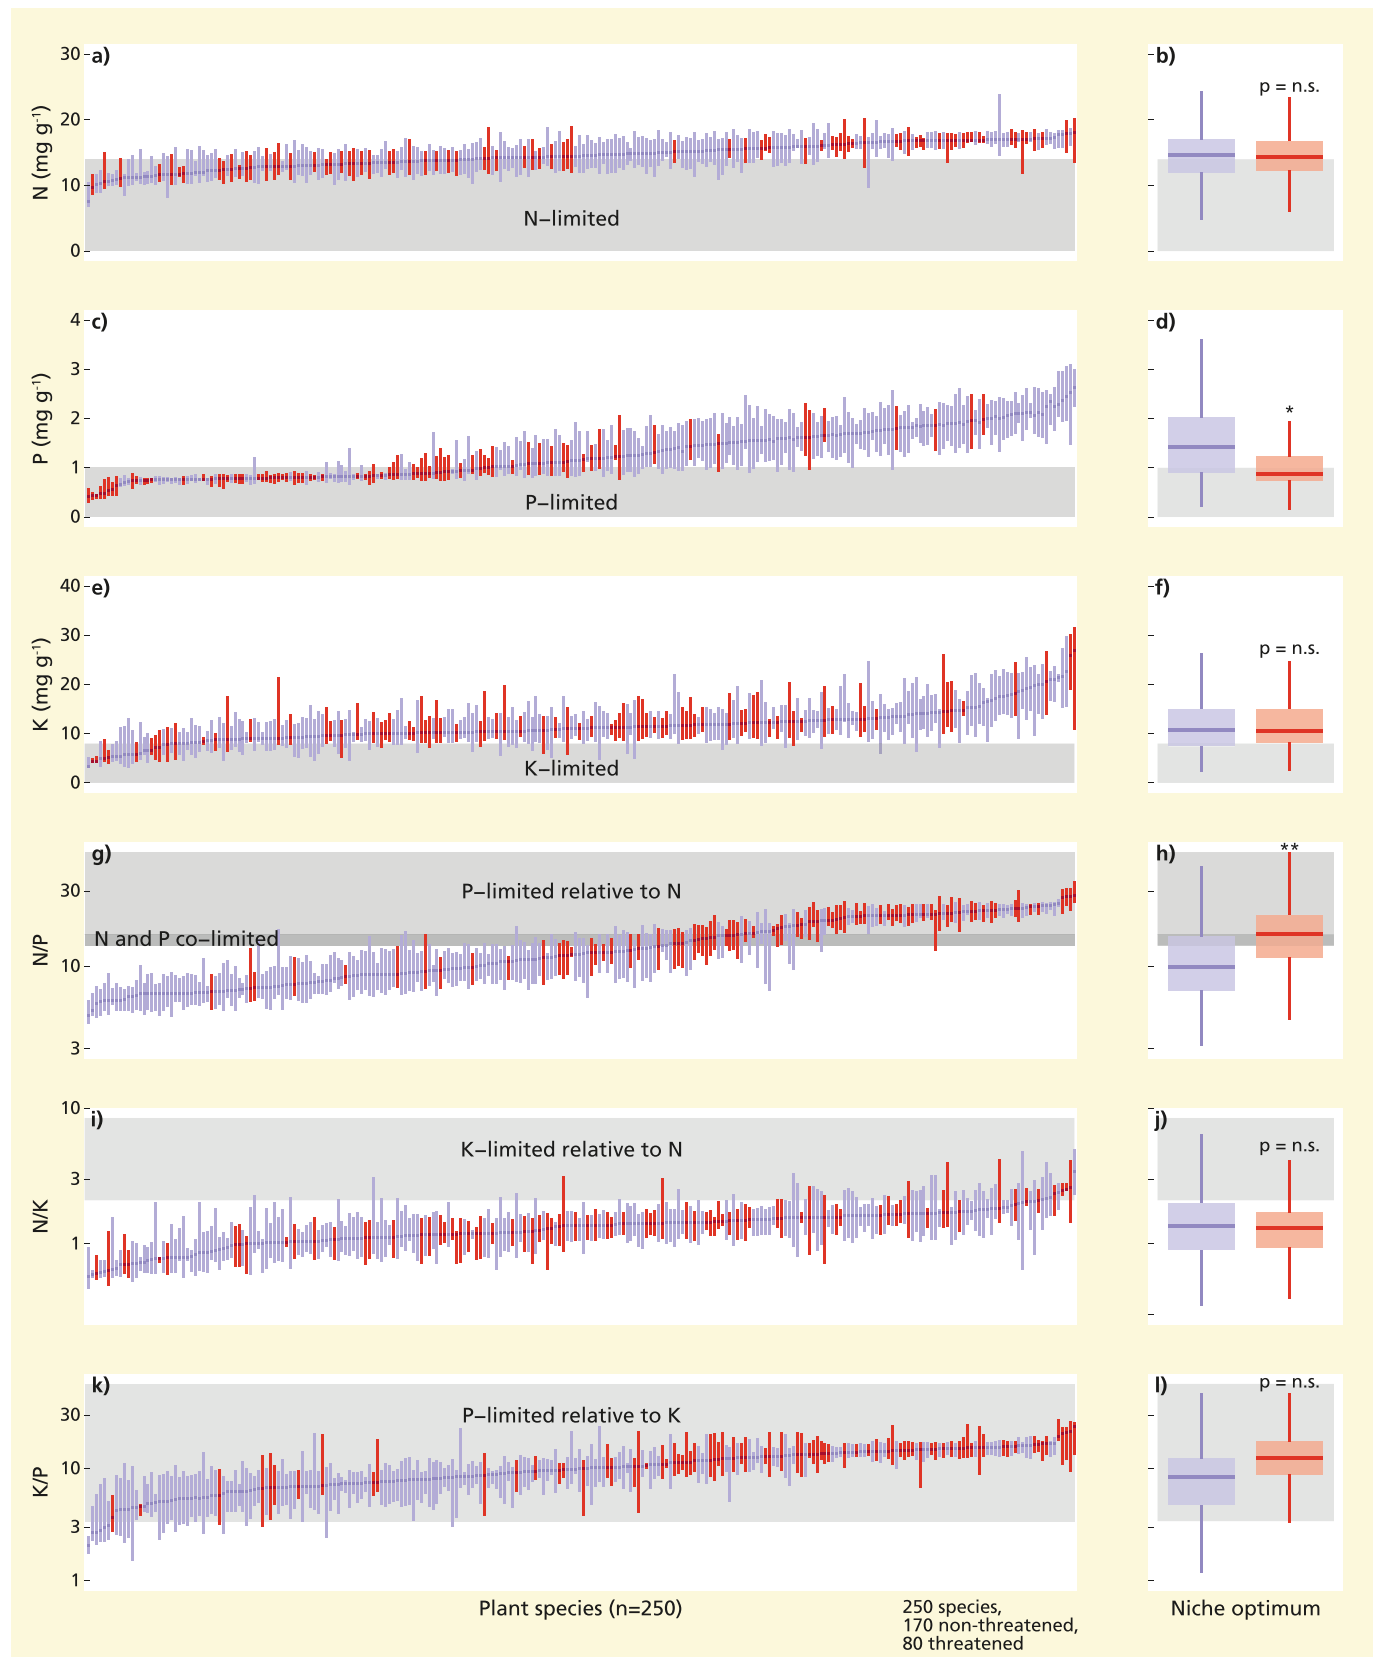 a)
30
20
10
0
N (mg g-1)
N–limited
b)
p = n.s.
c)
4
3
2
1
0
P (mg g-1)
P–limited
d)
*
e)
40
30
20
10
0
K (mg g-1)
K–limited
f)
p = n.s.
g)
30
10
3
N/P
P–limited relative to N
N and P co–limited
h)
**
i)
10
3
1
N/K
K–limited relative to N
j)
p = n.s.
k)
30
10
3
1
K/P
P–limited relative to K
l)
p = n.s.
Plant species (n=250)
250 species,
170 non-threatened,
80 threatened
Niche optimum